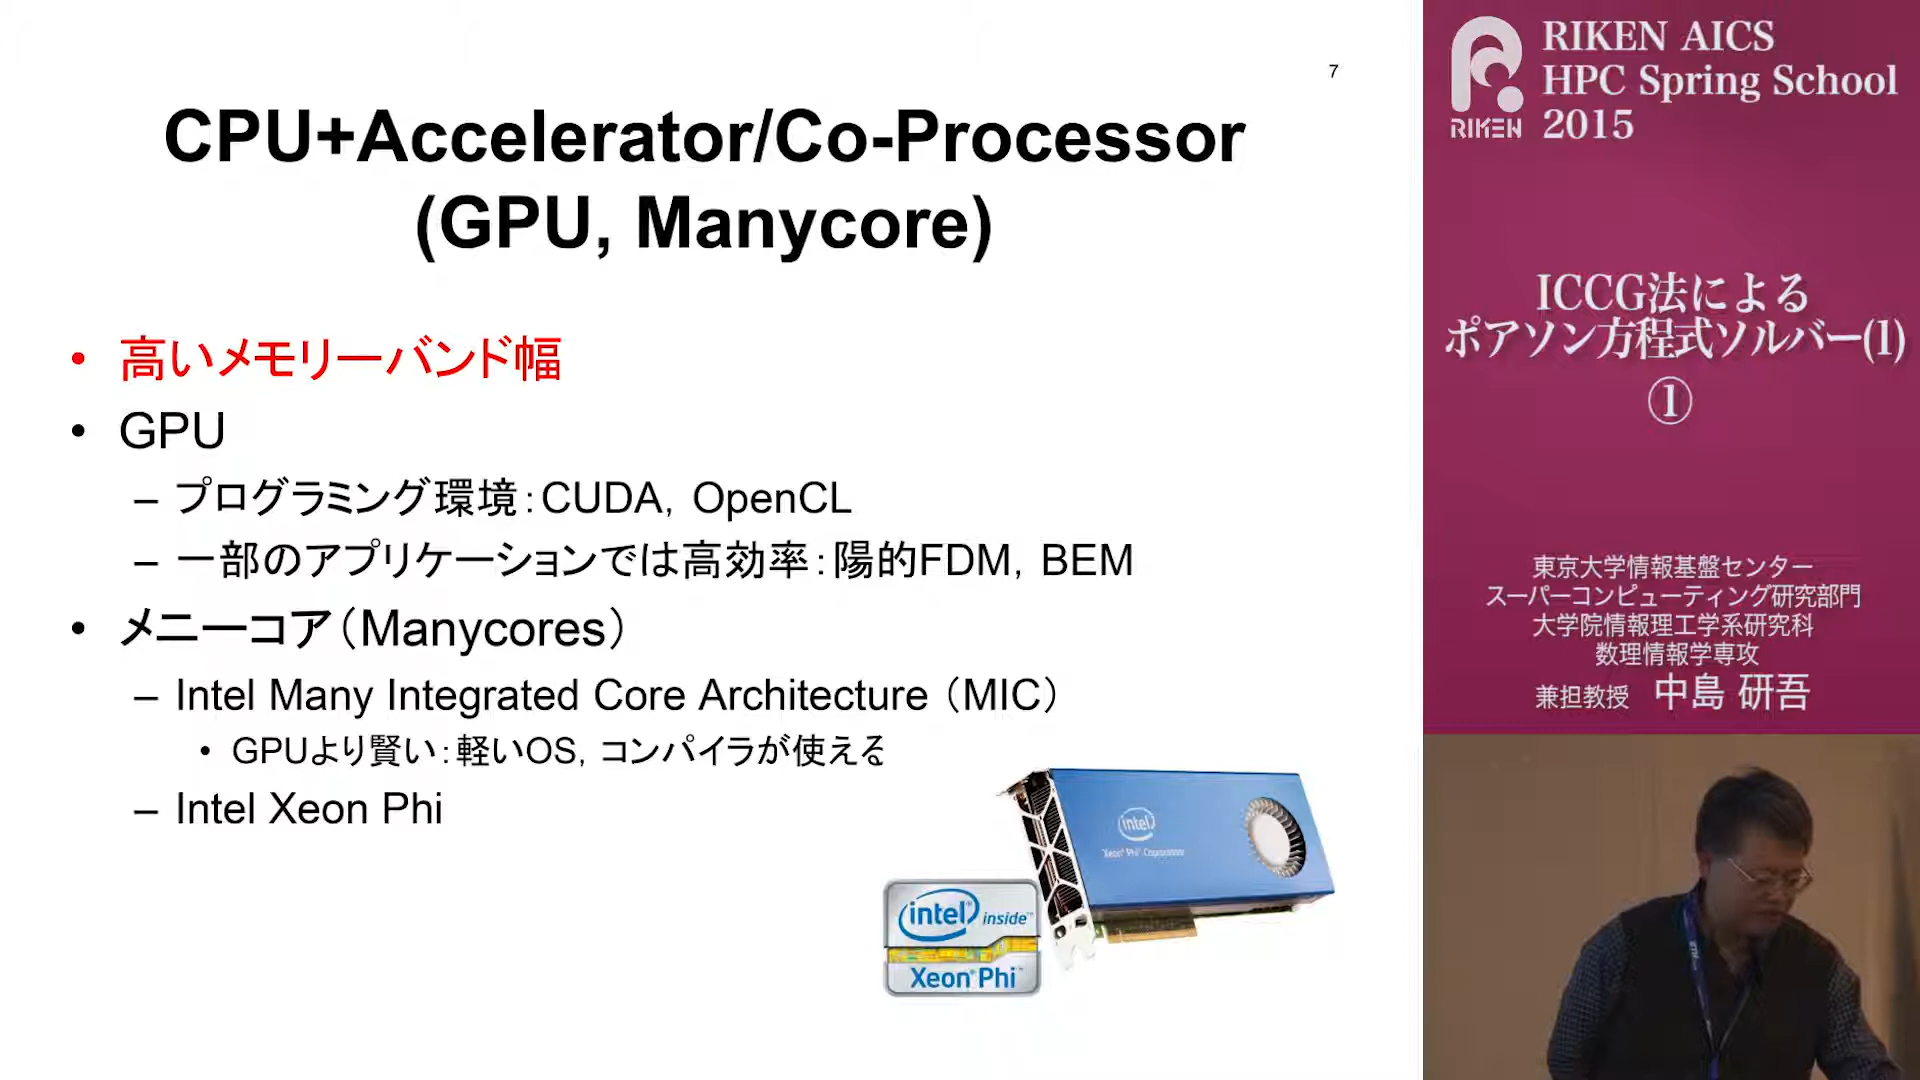 7
CPU+Accelerator/Co-Processor
(GPU, Manycore)
• 高いメモリーバンド幅
• GPU
– プログラミング環境：CUDA，OpenCL
– 一部のアプリケーションでは高効率：陽的FDM，BEM
• メニーコア（Manycores）
– Intel Many Integrated Core Architecture（MIC）
• GPUより賢い：軽いOS，コンパイラが使える
– Intel Xeon Phi
intel
Xeon® Phi™ Coprocessor
intel® inside™
Xeon® Phi™
RIKEN
RIKEN AICS
HPC Spring School
2015
ICCG法による
ポアソン方程式ソルバー(1)
①
東京大学情報基盤センター
スーパーコンピューティング研究部門
大学院情報理工学系研究科
数理情報学専攻
兼担教授 中島 研吾